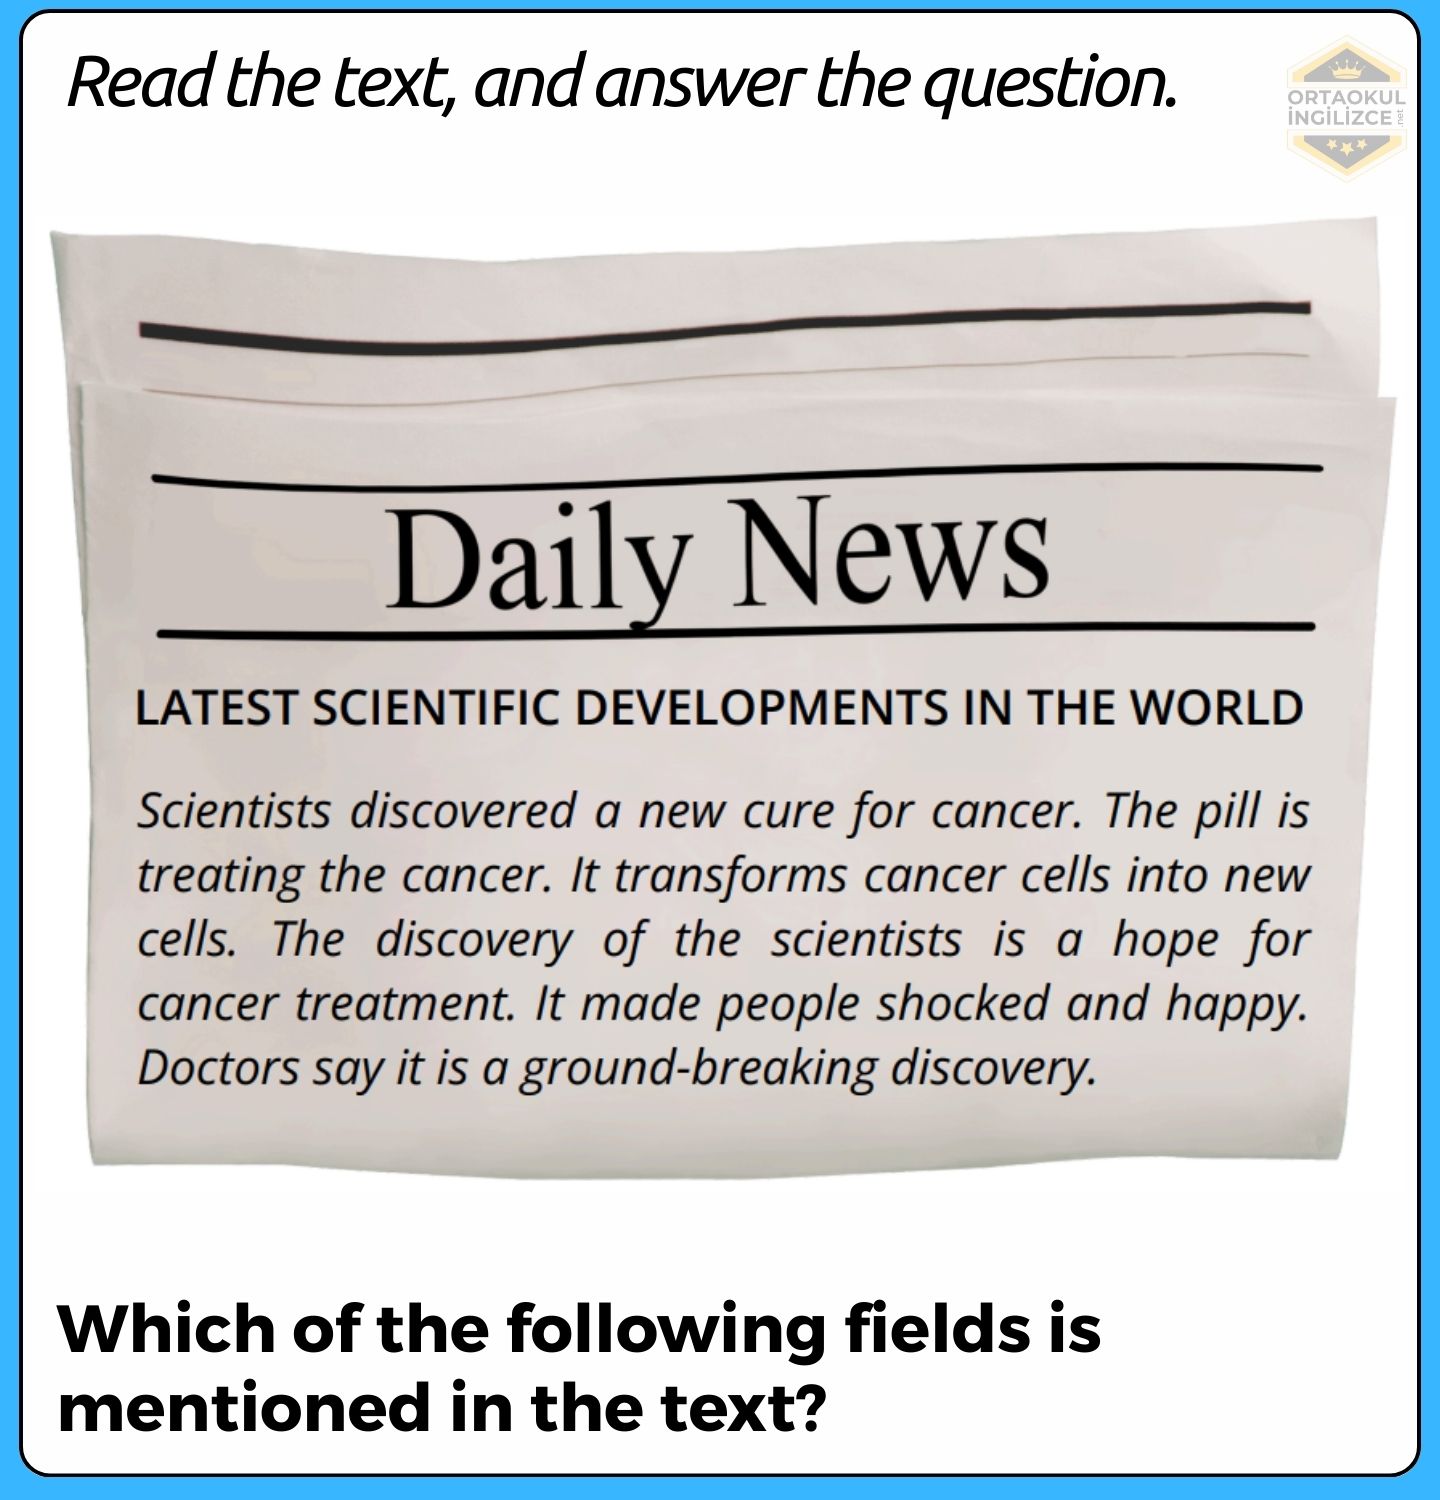 Read the text, and answer the question.
ORTAOKUL
İNGİLİZCE.net
Daily News
LATEST SCIENTIFIC DEVELOPMENTS IN THE WORLD
Scientists discovered a new cure for cancer. The pill is
treating the cancer. It transforms cancer cells into new
cells. The discovery of the scientists is a hope for
cancer treatment. It made people shocked and happy.
Doctors say it is a ground-breaking discovery.
Which of the following fields is
mentioned in the text?